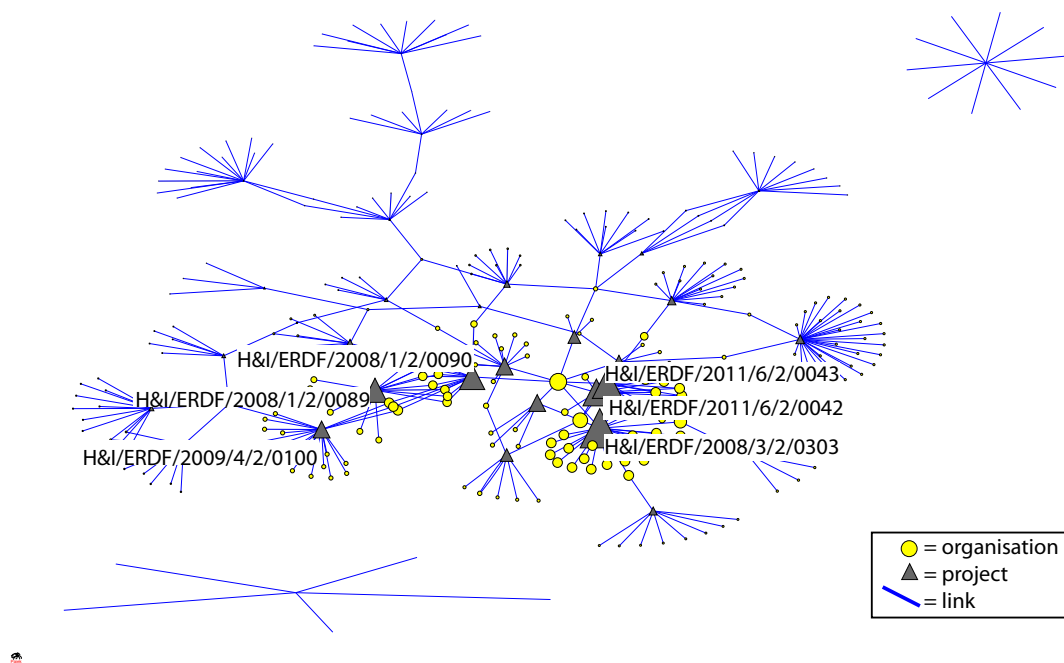 H&I/ERDF/2008/1/2/0090
H&I/ERDF/2011/6/2/0043
H&I/ERDF/2008/1/2/0089
H&I/ERDF/2011/6/2/0042
H&I/ERDF/2009/4/2/0100
H&I/ERDF/2008/3/2/0303
= organisation
= project
= link